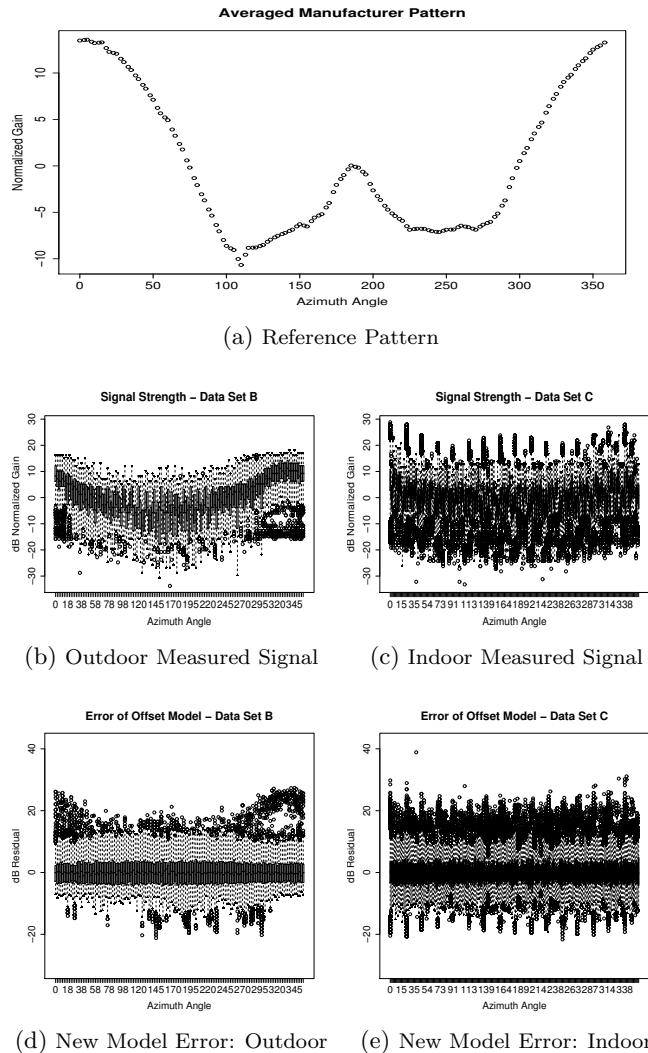 Averaged Manufacturer Pattern
Normalized Gain
10
5
0
−5
−10
0 50 100 150 200 250 300 350
Azimuth Angle
(a) Reference Pattern
Signal Strength − Data Set B
dB Normalized Gain
30
20
10
0
−10
−20
−30
0 18 38 58 78 98 121 145 170 195 220 245 270 295 320 345
Azimuth Angle
(b) Outdoor Measured Signal
Signal Strength − Data Set C
dB Normalized Gain
30
20
10
0
−10
−20
−30
0 15 35 54 73 91 113 139 164 189 214 238 263 287 314 338
Azimuth Angle
(c) Indoor Measured Signal
Error of Offset Model − Data Set B
dB Residual
40
20
0
−20
0 18 38 58 78 98 121 145 170 195 220 245 270 295 320 345
Azimuth Angle
(d) New Model Error: Outdoor
Error of Offset Model − Data Set C
dB Residual
40
20
0
−20
0 15 35 54 73 91 113 139 164 189 214 238 263 287 314 338
Azimuth Angle
(e) New Model Error: Indoor